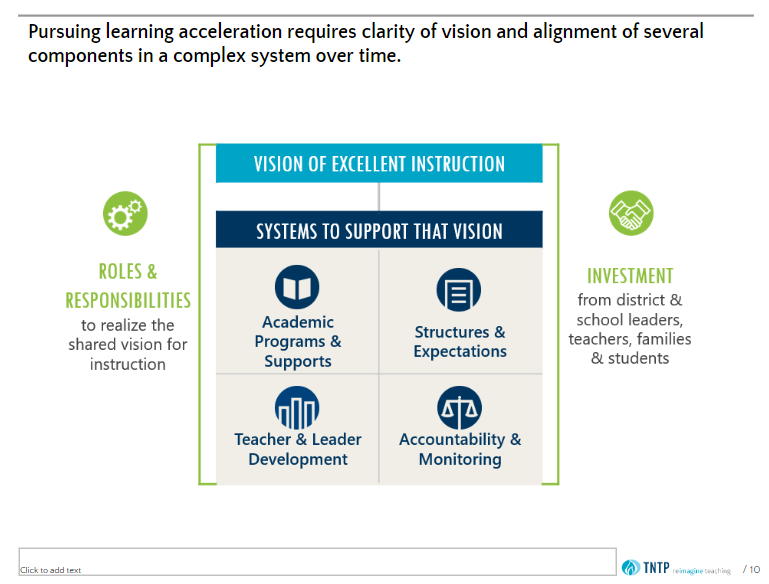 Pursuing learning acceleration requires clarity of vision and alignment of several
components in a complex system over time.
VISION OF EXCELLENT INSTRUCTION
SYSTEMS TO SUPPORT THAT VISION
ROLES &
RESPONSIBILITIES
to realize the
shared vision for
instruction
Academic
Programs &
Supports
Structures &
Expectations
Teacher & Leader
Development
Accountability &
Monitoring
INVESTMENT
from district &
school leaders,
teachers, families
& students
Click to add text
TNTP reimagine teaching
/ 10